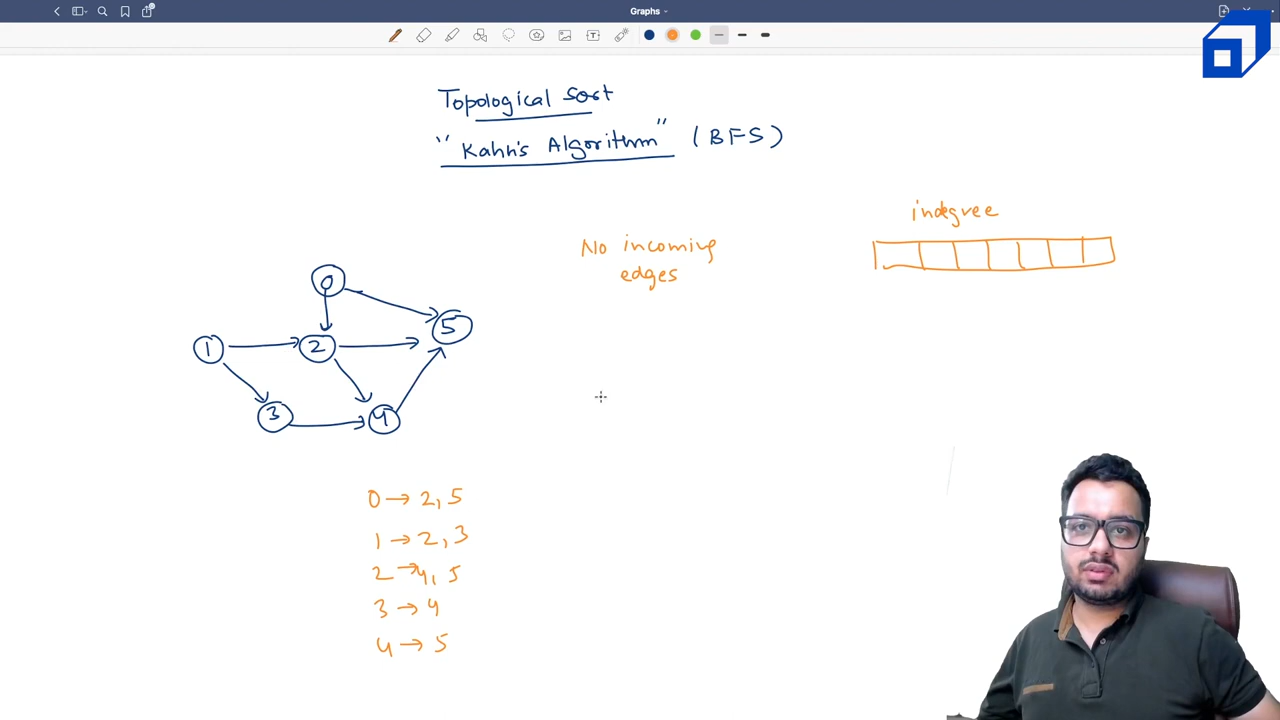 Graphs
Topological Sort
"Kahn's Algorithm" (BFS)
indegree
No incoming
edges
0
5
1
2
3
4
0 → 2, 5
1 → 2, 3
2 → 4, 5
3 → 4
4 → 5